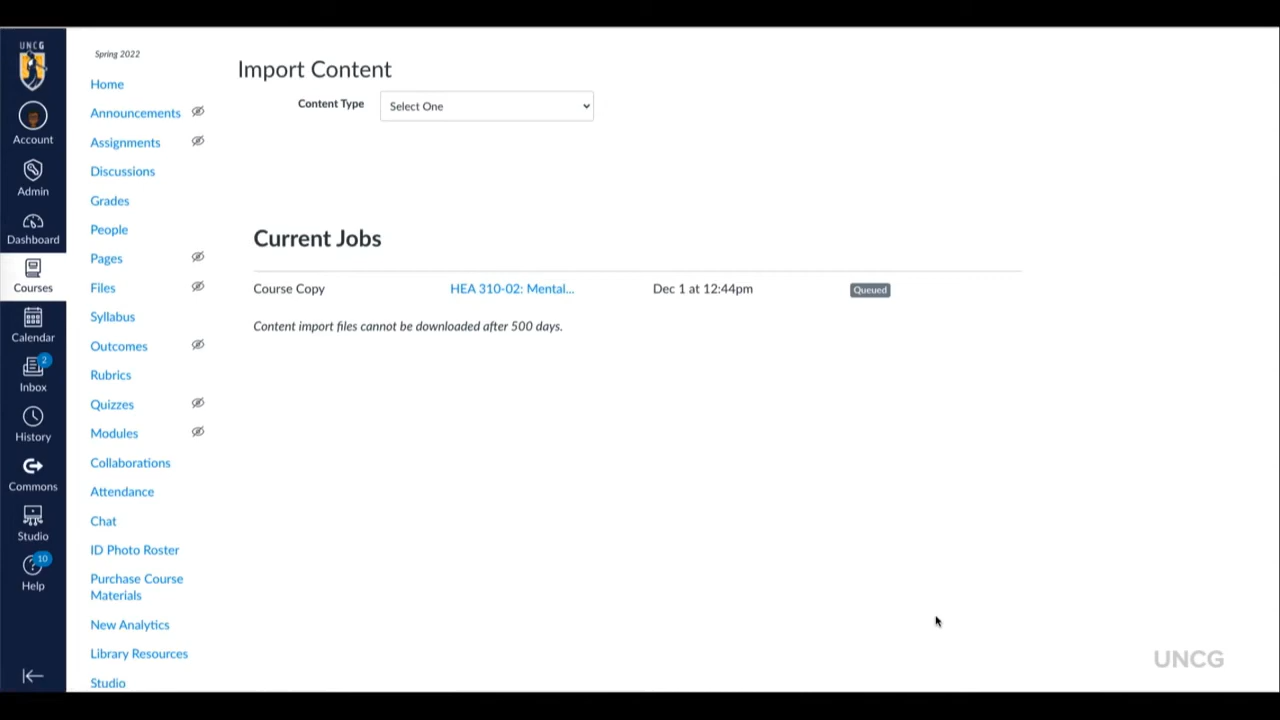 UNCG
Account
Admin
Dashboard
Courses
Calendar
2
Inbox
History
Commons
Studio
10
Help
Spring 2022
Home
Announcements
Assignments
Discussions
Grades
People
Pages
Files
Syllabus
Outcomes
Rubrics
Quizzes
Modules
Collaborations
Attendance
Chat
ID Photo Roster
Purchase Course
Materials
New Analytics
Library Resources
Studio
Import Content
Content Type Select One
Current Jobs
Course Copy HEA 310-02: Mental... Dec 1 at 12:44pm Queued
Content import files cannot be downloaded after 500 days.
UNCG